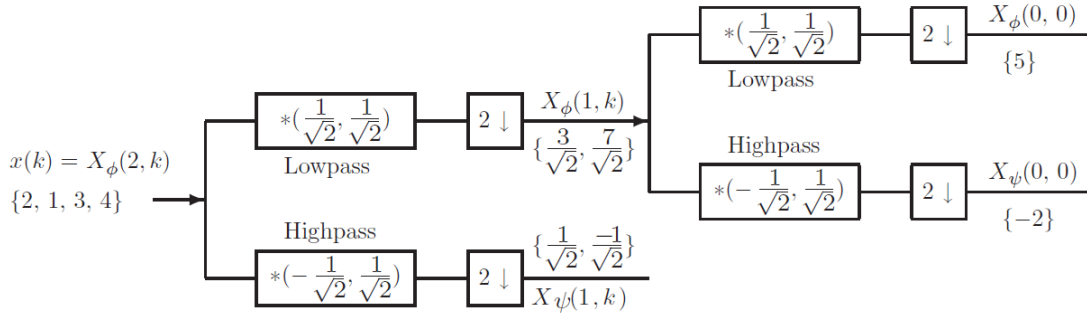 x(k) = X_ϕ(2, k)
{2, 1, 3, 4}
*(1/√2, 1/√2)
Lowpass
2 ↓
X_ϕ(1, k)
{3/√2, 7/√2}
Highpass
*(−1/√2, 1/√2)
2 ↓
{1/√2, −1/√2}
X_ψ(1, k)
*(1/√2, 1/√2)
Lowpass
2 ↓
X_ϕ(0, 0)
{5}
Highpass
*(−1/√2, 1/√2)
2 ↓
X_ψ(0, 0)
{−2}